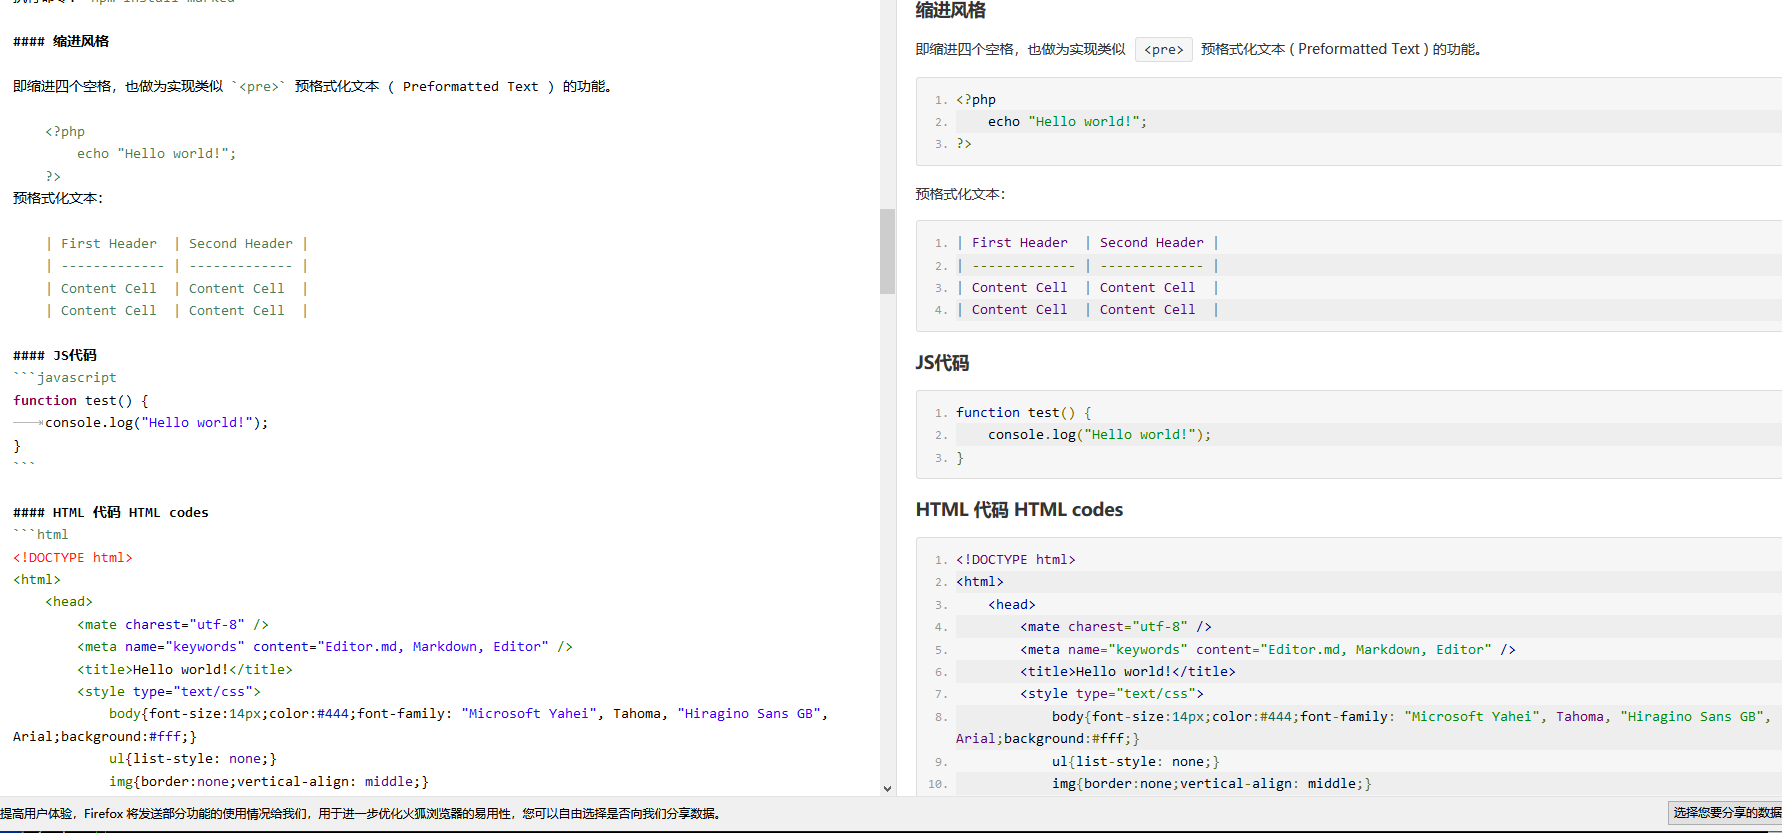 执行命令：`npm install marked`
#### 缩进风格
即缩进四个空格，也做为实现类似 `<pre>` 预格式化文本 ( Preformatted Text ) 的功能。
<?php
echo "Hello world!";
?>
预格式化文本：
| First Header  | Second Header |
| ------------- | ------------- |
| Content Cell  | Content Cell  |
| Content Cell  | Content Cell  |
#### JS代码
```javascript
function test() {
console.log("Hello world!");
}
```
#### HTML 代码 HTML codes
```html
<!DOCTYPE html>
<html>
<head>
<mate charest="utf-8" />
<meta name="keywords" content="Editor.md, Markdown, Editor" />
<title>Hello world!</title>
<style type="text/css">
body{font-size:14px;color:#444;font-family: "Microsoft Yahei", Tahoma, "Hiragino Sans GB",
Arial;background:#fff;}
ul{list-style: none;}
img{border:none;vertical-align: middle;}
缩进风格
即缩进四个空格，也做为实现类似 <pre> 预格式化文本 ( Preformatted Text ) 的功能。
1. <?php
2. echo "Hello world!";
3. ?>
预格式化文本：
1. | First Header  | Second Header |
2. | ------------- | ------------- |
3. | Content Cell  | Content Cell  |
4. | Content Cell  | Content Cell  |
JS代码
1. function test() {
2. console.log("Hello world!");
3. }
HTML 代码 HTML codes
1. <!DOCTYPE html>
2. <html>
3. <head>
4. <mate charest="utf-8" />
5. <meta name="keywords" content="Editor.md, Markdown, Editor" />
6. <title>Hello world!</title>
7. <style type="text/css">
8. body{font-size:14px;color:#444;font-family: "Microsoft Yahei", Tahoma, "Hiragino Sans GB",
Arial;background:#fff;}
9. ul{list-style: none;}
10. img{border:none;vertical-align: middle;}
提高用户体验，Firefox 将发送部分功能的使用情况给我们，用于进一步优化火狐浏览器的易用性，您可以自由选择是否向我们分享数据。
选择您要分享的数据